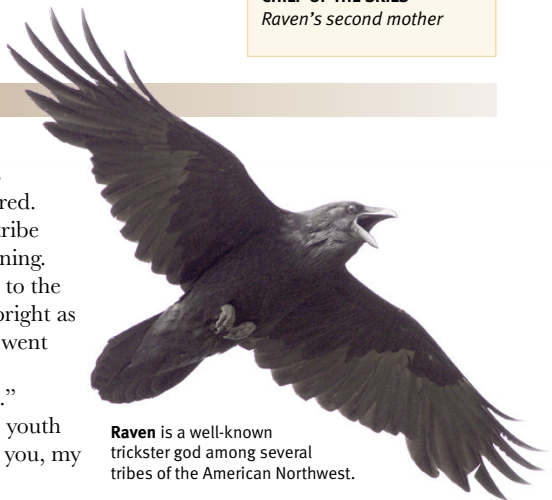 CHIEF OF THE SKIES
Raven's second mother
red.
tribe
ning.
to the
bright as
went
.”
youth
you, my
Raven is a well-known
trickster god among several
tribes of the American Northwest.